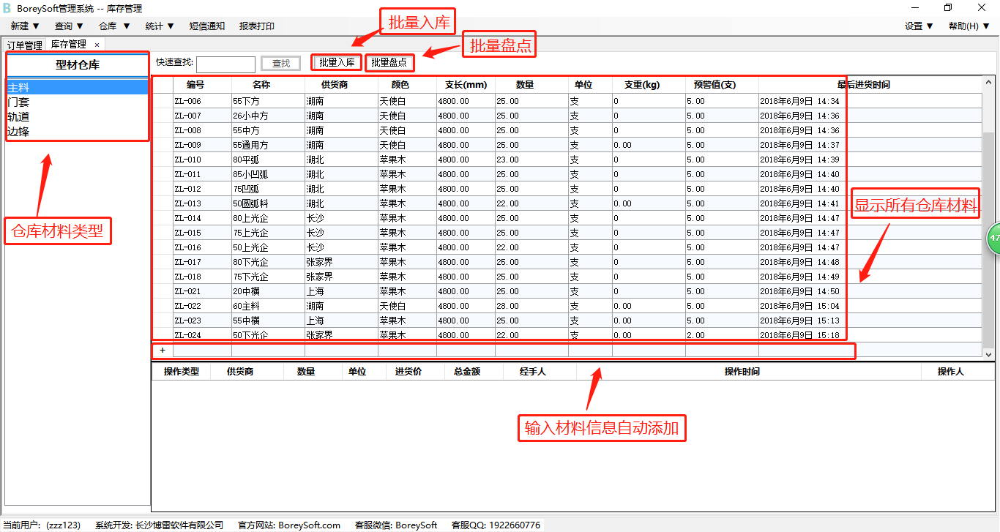 B BoreySoft管理系统 -- 库存管理
新建 ▼ 查询 ▼ 仓库 ▼ 统计 ▼ 短信通知 报表打印 设置 ▼ 帮助(H) ▼
订单管理 库存管理 ×
批量入库
批量盘点
型材仓库
主料
门套
轨道
边锋
仓库材料类型
快速查找: 查找 批量入库 批量盘点
编号 名称 供货商 颜色 支长(mm) 数量 单位 支重(kg) 预警值(支) 最后进货时间
ZL-006 55下方 湖南 天使白 4800.00 25.00 支 0 5.00 2018年6月9日 14:34
ZL-007 26小中方 湖南 天使白 4800.00 25.00 支 0 5.00 2018年6月9日 14:36
ZL-008 55中方 湖南 天使白 4800.00 25.00 支 0 5.00 2018年6月9日 14:36
ZL-009 55通用方 湖南 天使白 4800.00 25.00 支 0.00 5.00 2018年6月9日 14:37
ZL-010 80平弧 湖北 苹果木 4800.00 23.00 支 0 5.00 2018年6月9日 14:39
ZL-011 85小凹弧 湖北 苹果木 4800.00 25.00 支 0 5.00 2018年6月9日 14:40
ZL-012 75凹弧 湖北 苹果木 4800.00 25.00 支 0 5.00 2018年6月9日 14:40
ZL-013 50圆弧料 湖北 苹果木 4800.00 22.00 支 0.00 5.00 2018年6月9日 14:41
ZL-014 80上光企 长沙 苹果木 4800.00 25.00 支 0 5.00 2018年6月9日 14:47
ZL-015 75上光企 长沙 苹果木 4800.00 25.00 支 0 5.00 2018年6月9日 14:47
ZL-016 50上光企 长沙 苹果木 4800.00 22.00 支 0 5.00 2018年6月9日 14:47
ZL-017 80下光企 张家界 苹果木 4800.00 25.00 支 0 5.00 2018年6月9日 14:48
ZL-018 75下光企 张家界 苹果木 4800.00 25.00 支 0 5.00 2018年6月9日 14:49
ZL-021 20中横 上海 苹果木 4800.00 25.00 支 0 5.00 2018年6月9日 14:50
ZL-022 60主料 湖南 天使白 4800.00 28.00 支 0.00 5.00 2018年6月9日 15:04
ZL-023 55中横 上海 苹果木 4800.00 25.00 支 0.00 5.00 2018年6月9日 15:13
ZL-024 50下光企 张家界 苹果木 4800.00 22.00 支 0.00 2.00 2018年6月9日 15:18
+
显示所有仓库材料
47
操作类型 供货商 数量 单位 进货价 总金额 经手人 操作时间 操作人
输入材料信息自动添加
当前用户: (zzz123) 系统开发: 长沙博雷软件有限公司 官方网站: BoreySoft.com 客服微信: BoreySoft 客服QQ: 1922660776